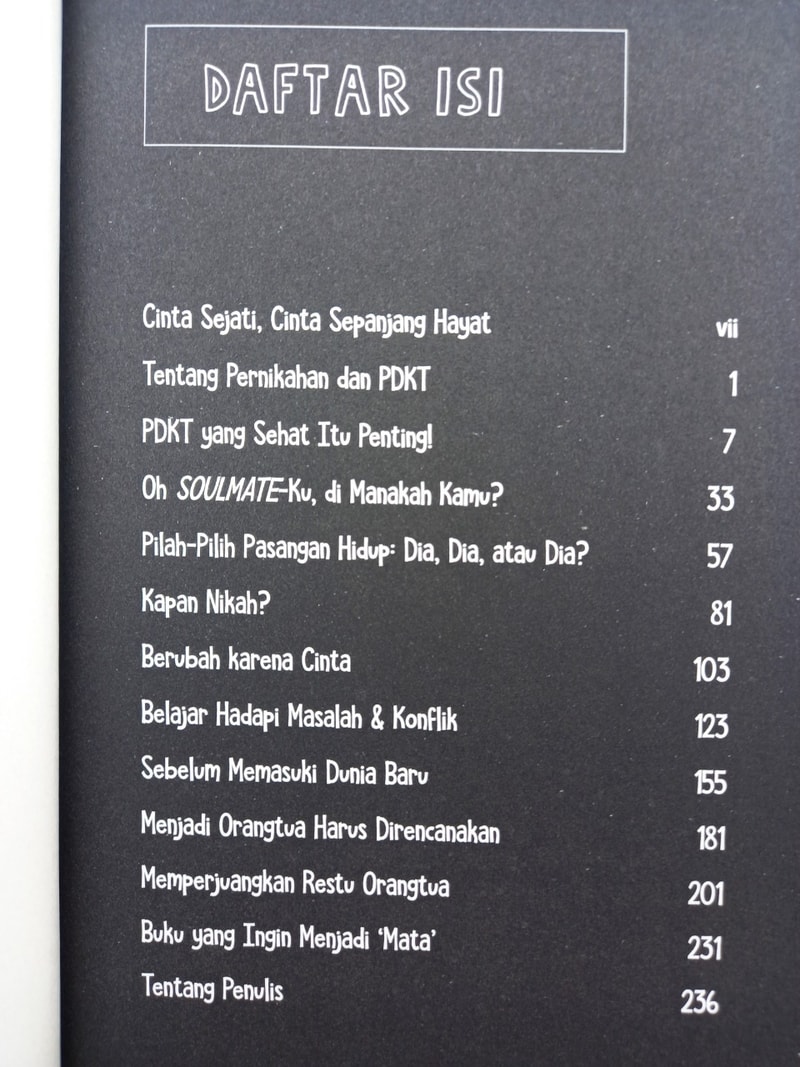 DAFTAR ISI
Cinta Sejati, Cinta Sepanjang Hayat vii
Tentang Pernikahan dan PDKT 1
PDKT yang Sehat Itu Penting! 7
Oh SOULMATE-Ku, di Manakah Kamu? 33
Pilah-Pilih Pasangan Hidup: Dia, Dia, atau Dia? 57
Kapan Nikah? 81
Berubah karena Cinta 103
Belajar Hadapi Masalah & Konflik 123
Sebelum Memasuki Dunia Baru 155
Menjadi Orangtua Harus Direncanakan 181
Memperjuangkan Restu Orangtua 201
Buku yang Ingin Menjadi ‘Mata’ 231
Tentang Penulis 236